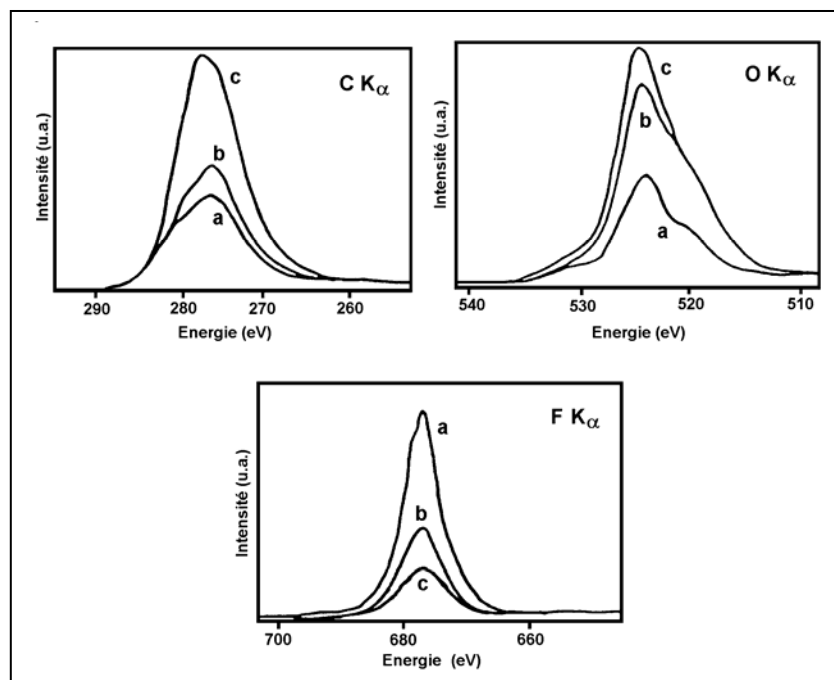 C Kα
c
b
a
Intensité (u.a.)
290 280 270 260
Energie (eV)
O Kα
c
b
a
Intensité (u.a.)
540 530 520 510
Energie (eV)
F Kα
a
b
c
Intensité (u.a.)
700 680 660
Energie (eV)